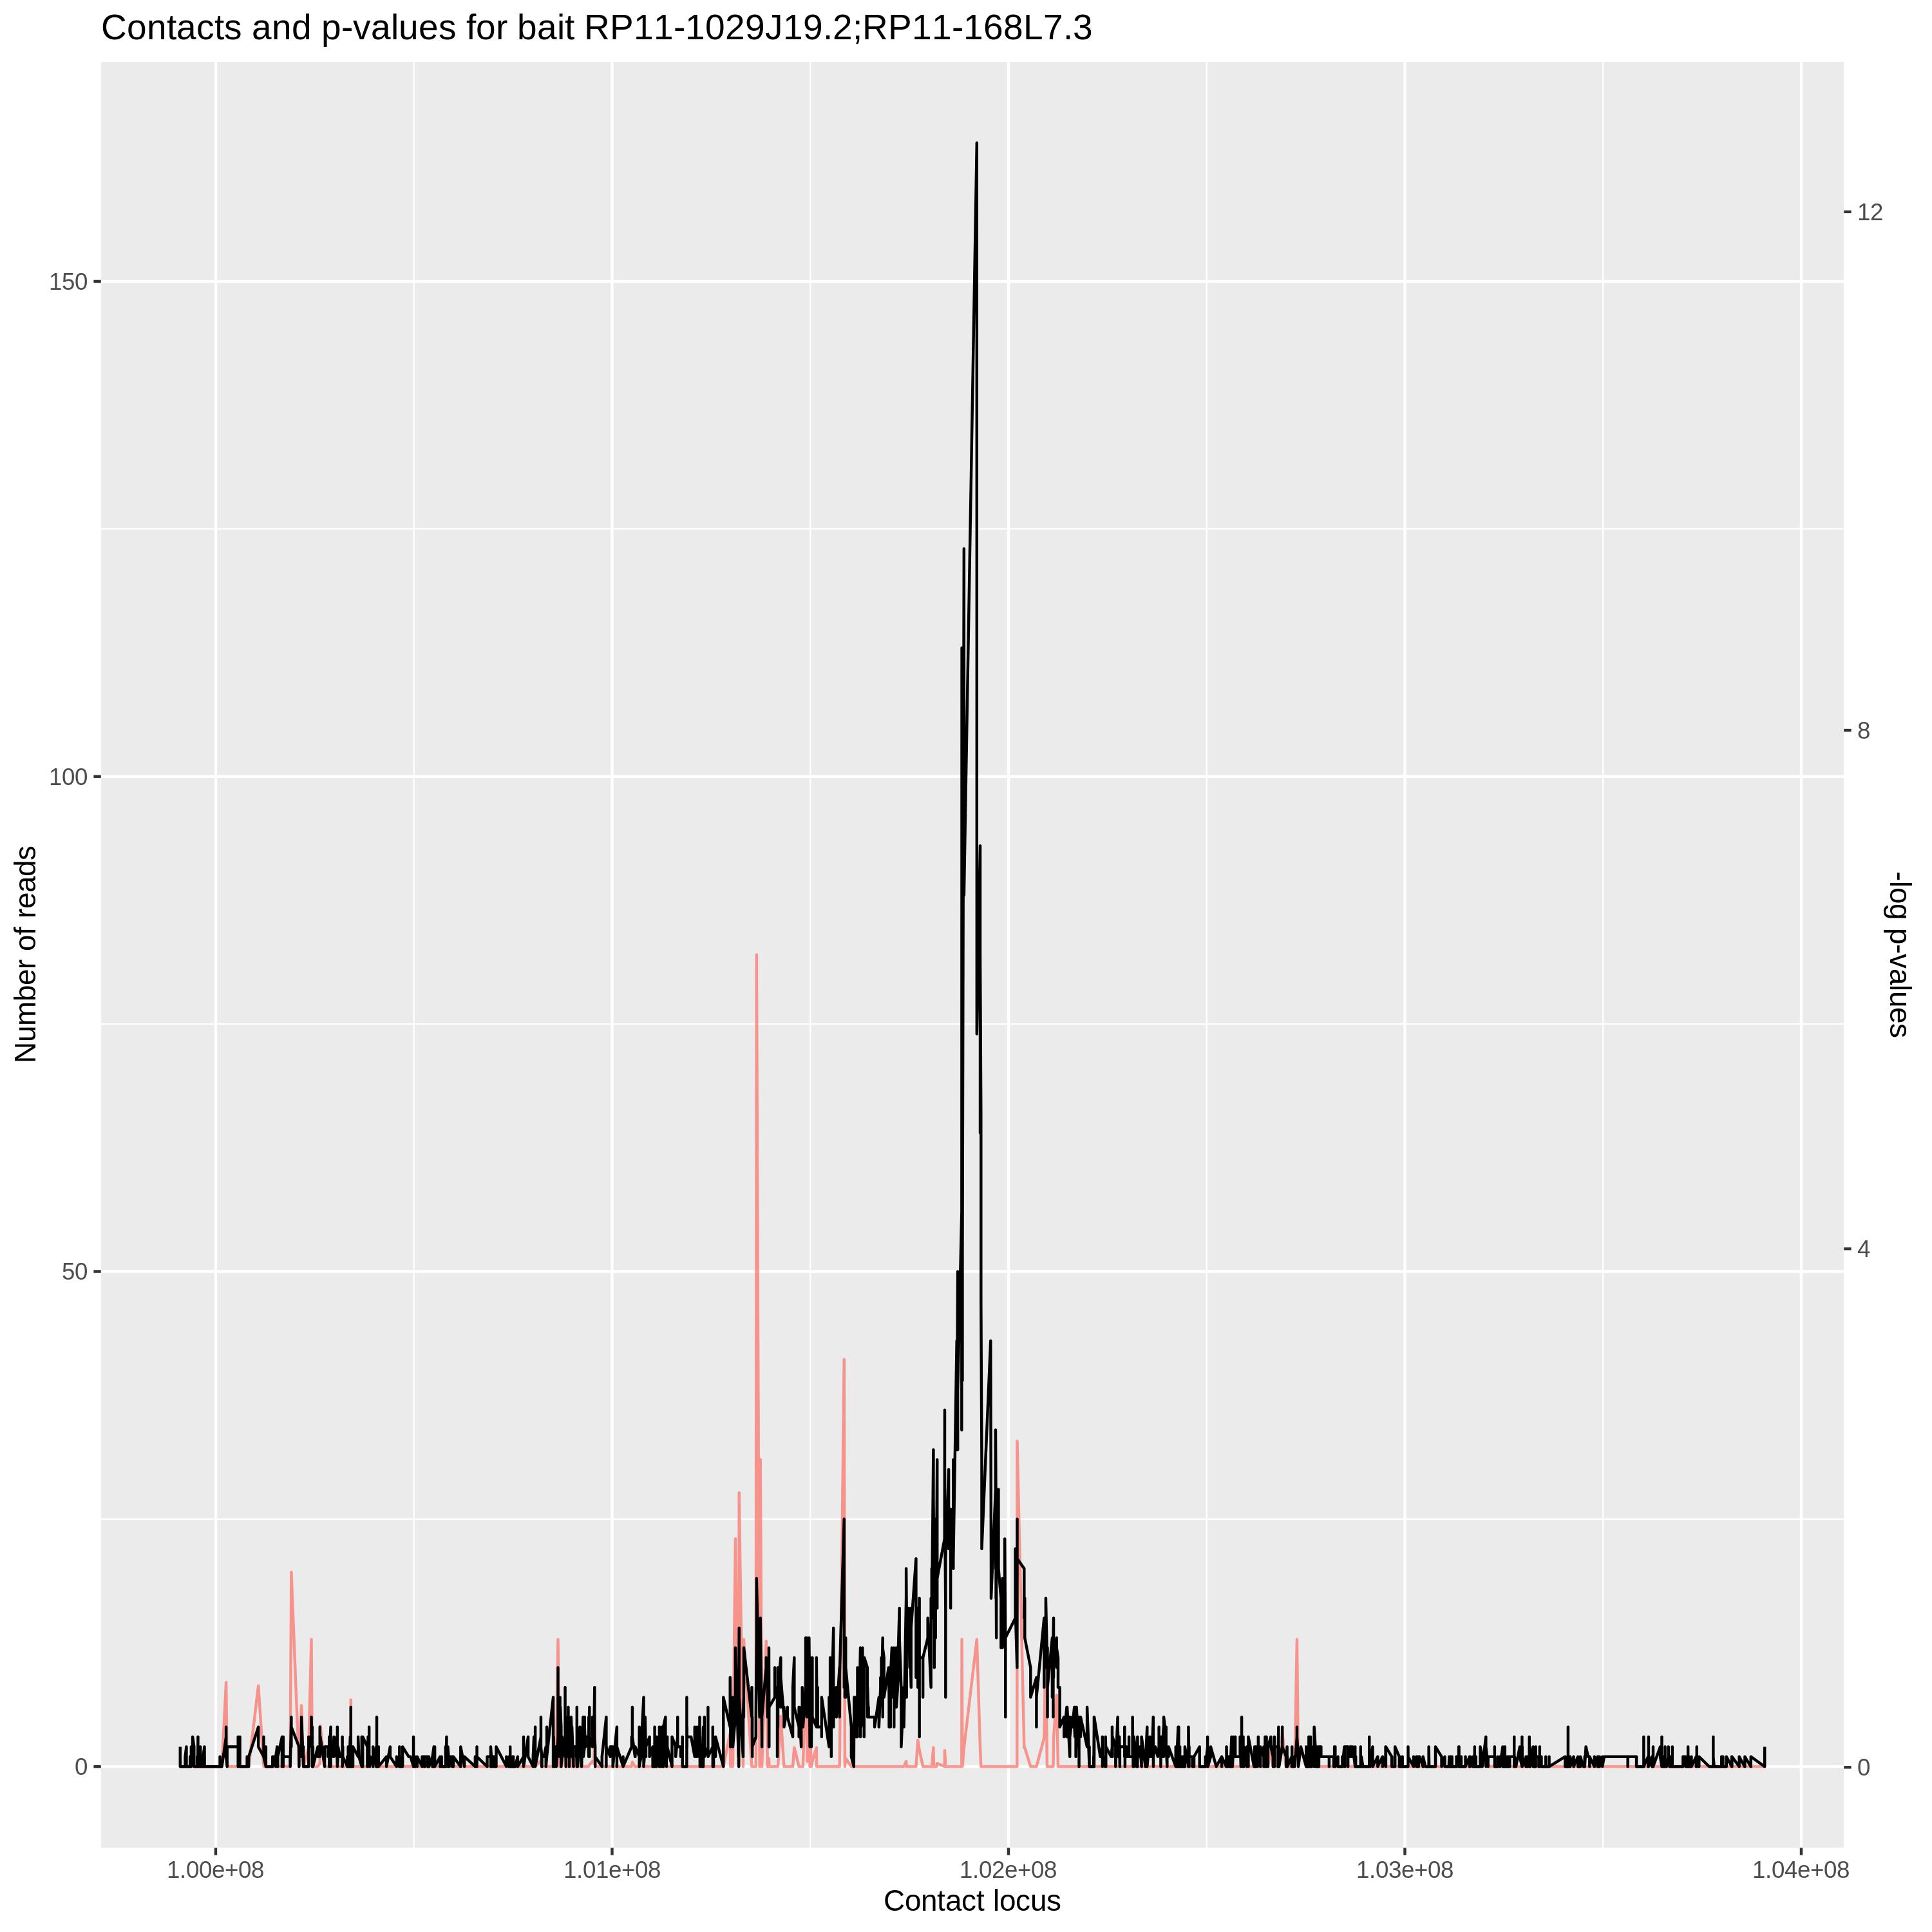 Contacts and p-values for bait RP11-1029J19.2;RP11-168L7.3
Number of reads
150
100
50
0
12
8
4
0
-log p-values
1.00e+08
1.01e+08
1.02e+08
1.03e+08
1.04e+08
Contact locus